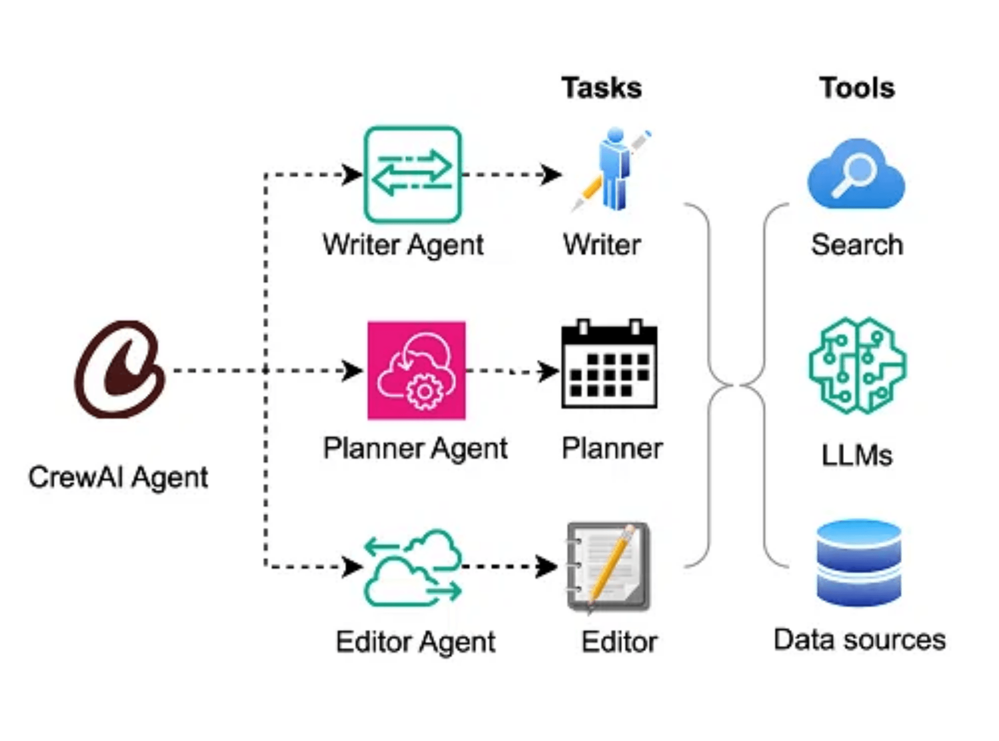 Tasks
Tools
Writer Agent
Writer
Search
CrewAI Agent
Planner Agent
Planner
LLMs
Editor Agent
Editor
Data sources